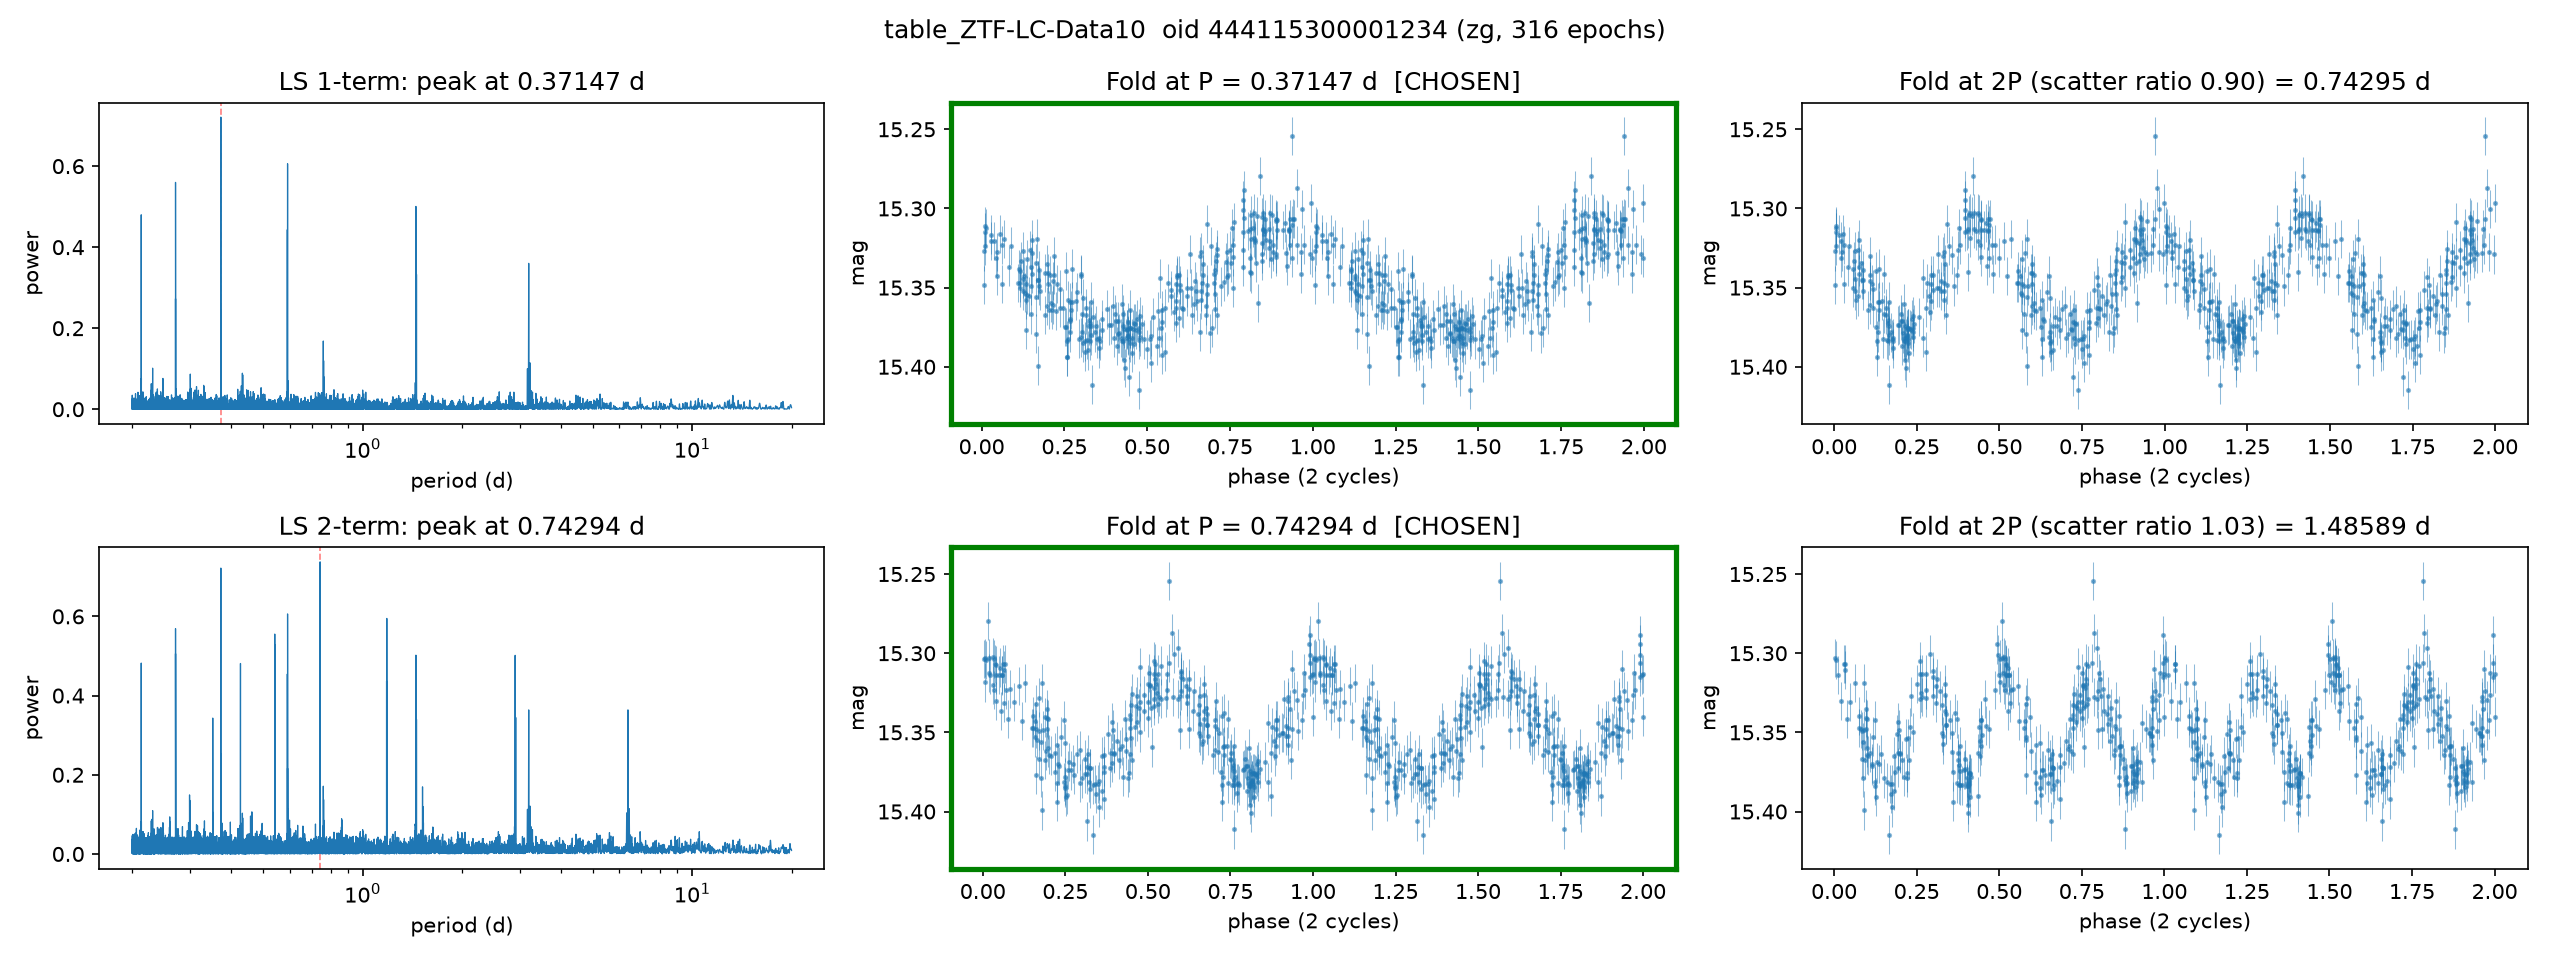 table_ZTF-LC-Data10  oid 444115300001234 (zg, 316 epochs)
LS 1-term: peak at 0.37147 d
power
0.6
0.4
0.2
0.0
10⁰
10¹
period (d)
Fold at P = 0.37147 d  [CHOSEN]
mag
15.25
15.30
15.35
15.40
0.00 0.25 0.50 0.75 1.00 1.25 1.50 1.75 2.00
phase (2 cycles)
Fold at 2P (scatter ratio 0.90) = 0.74295 d
mag
15.25
15.30
15.35
15.40
0.00 0.25 0.50 0.75 1.00 1.25 1.50 1.75 2.00
phase (2 cycles)
LS 2-term: peak at 0.74294 d
power
0.6
0.4
0.2
0.0
10⁰
10¹
period (d)
Fold at P = 0.74294 d  [CHOSEN]
mag
15.25
15.30
15.35
15.40
0.00 0.25 0.50 0.75 1.00 1.25 1.50 1.75 2.00
phase (2 cycles)
Fold at 2P (scatter ratio 1.03) = 1.48589 d
mag
15.25
15.30
15.35
15.40
0.00 0.25 0.50 0.75 1.00 1.25 1.50 1.75 2.00
phase (2 cycles)